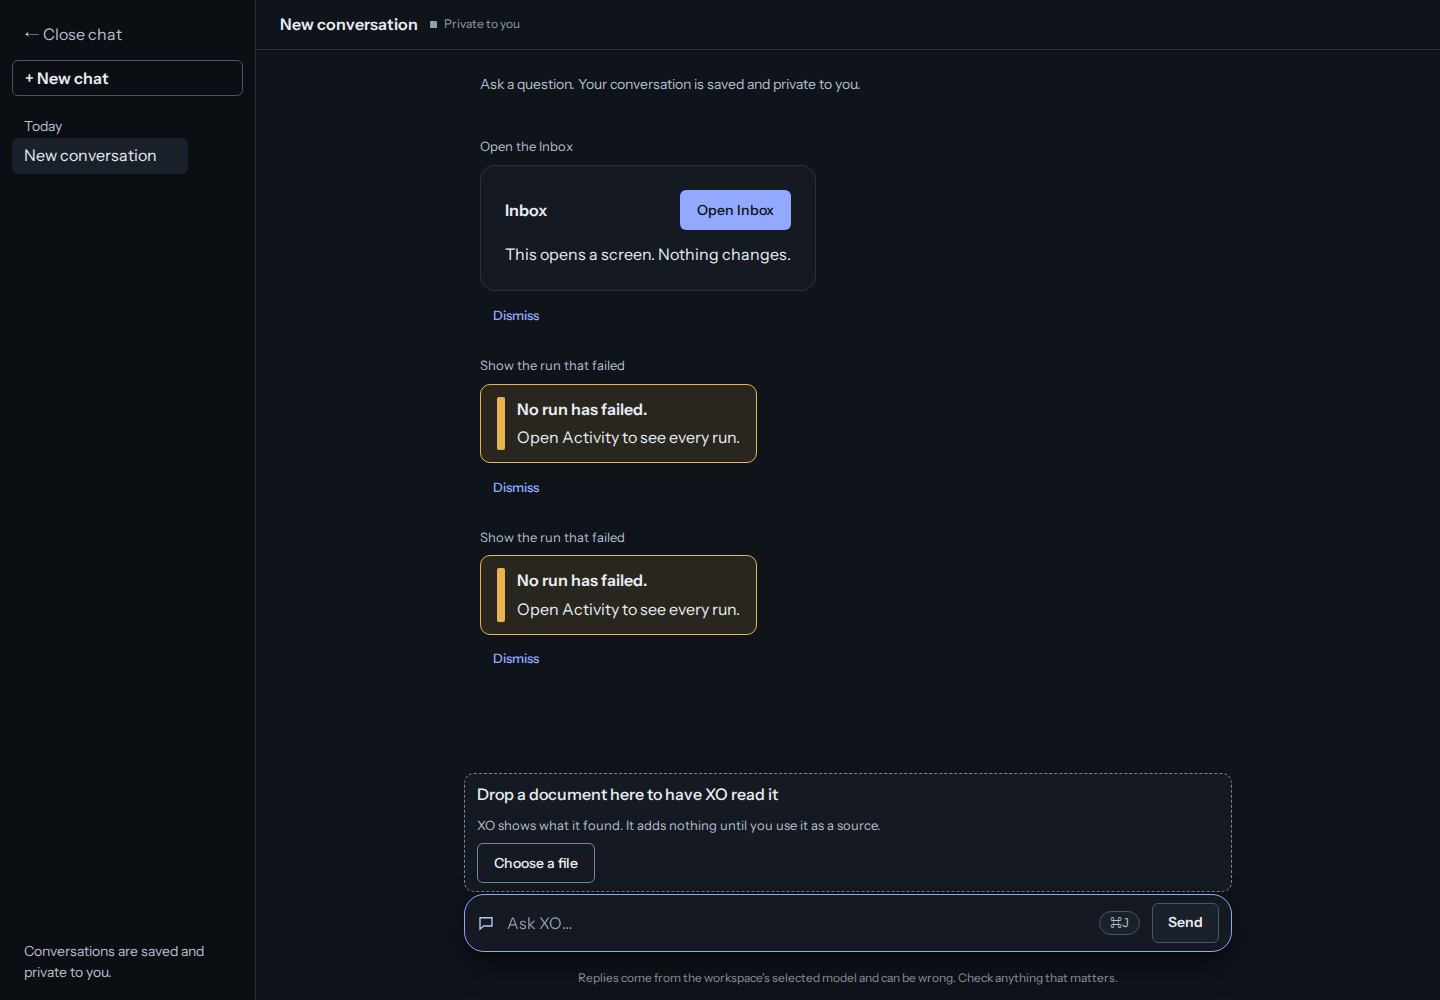 ← Close chat
+ New chat
Today
New conversation
Conversations are saved and
private to you.
New conversation
Private to you
Ask a question. Your conversation is saved and private to you.
Open the Inbox
Inbox
Open Inbox
This opens a screen. Nothing changes.
Dismiss
Show the run that failed
No run has failed.
Open Activity to see every run.
Dismiss
Show the run that failed
No run has failed.
Open Activity to see every run.
Dismiss
Drop a document here to have XO read it
XO shows what it found. It adds nothing until you use it as a source.
Choose a file
Ask XO...
⌘J
Send
Replies come from the workspace's selected model and can be wrong. Check anything that matters.